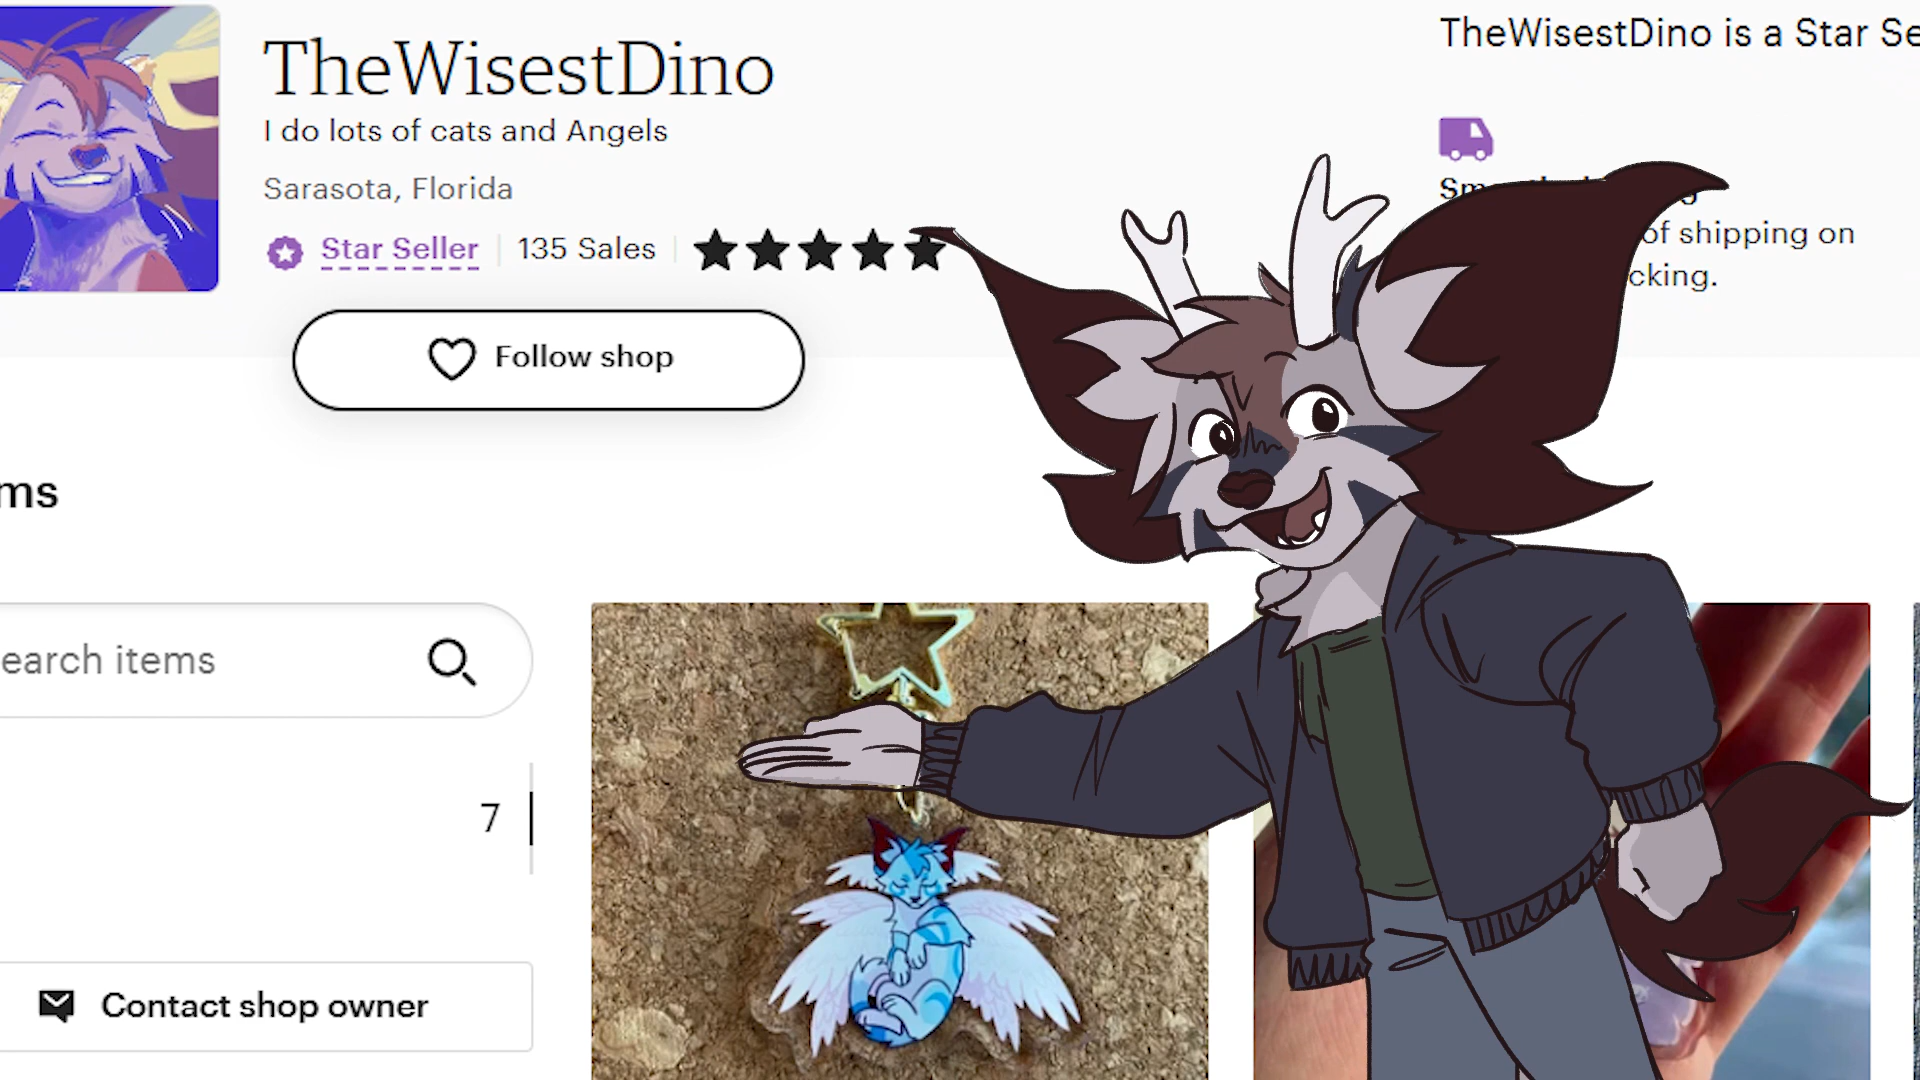 TheWisestDino
I do lots of cats and Angels
Sarasota, Florida
Star Seller
135 Sales
Follow shop
TheWisestDino is a Star Se
of shipping on
cking.
ms
earch items
7
Contact shop owner